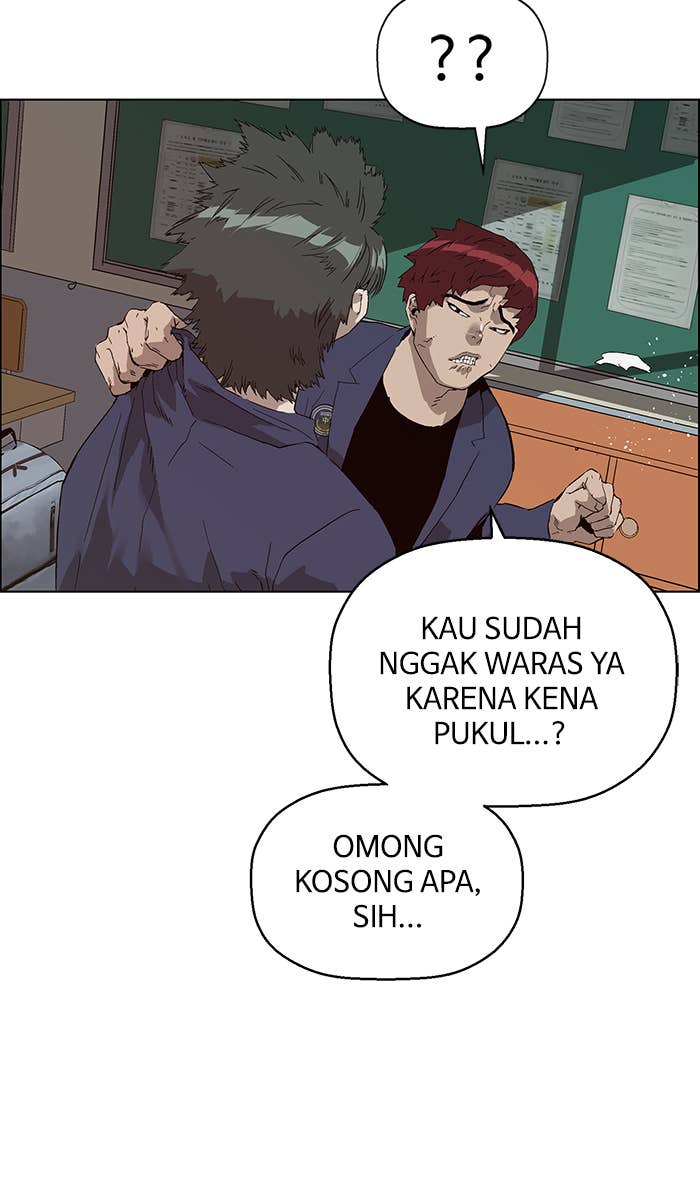 ??
KAU SUDAH
NGGAK WARAS YA
KARENA KENA
PUKUL...?
OMONG
KOSONG APA,
SIH...